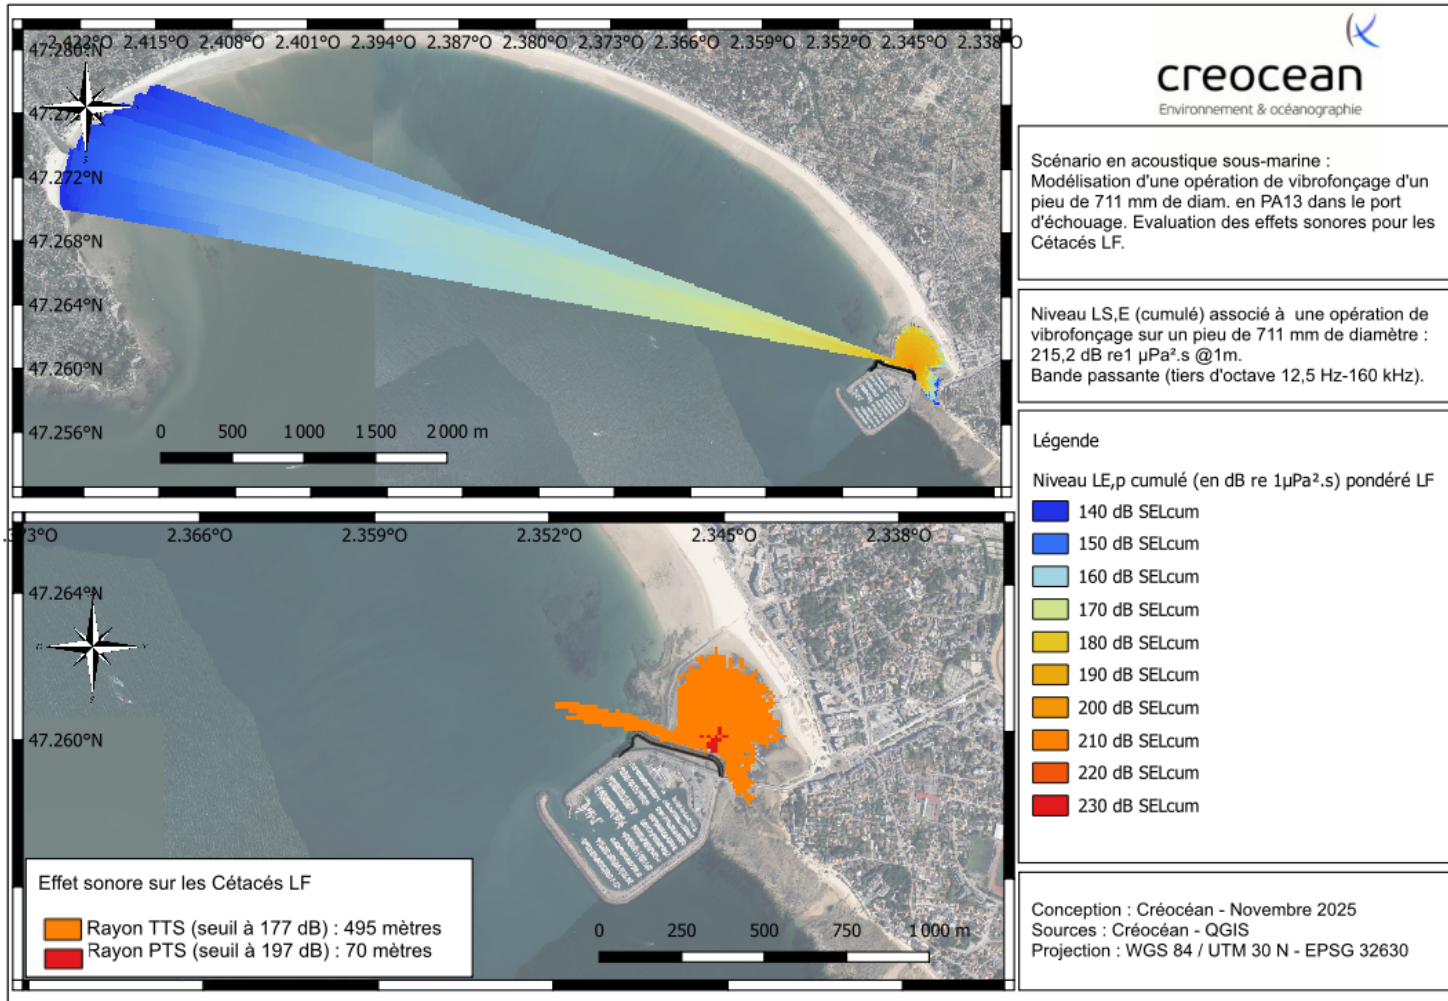 2.422°O 2.415°O 2.408°O 2.401°O 2.394°O 2.387°O 2.380°O 2.373°O 2.366°O 2.359°O 2.352°O 2.345°O 2.338°O
47.280°N
47.272°N
47.268°N
47.264°N
47.260°N
47.256°N
0 500 1000 1500 2000 m
creocean
Environnement & océanographie
Scénario en acoustique sous-marine :
Modélisation d'une opération de vibrofonçage d'un
pieu de 711 mm de diam. en PA13 dans le port
d'échouage. Evaluation des effets sonores pour les
Cétacés LF.
Niveau LS,E (cumulé) associé à une opération de
vibrofonçage sur un pieu de 711 mm de diamètre :
215,2 dB re1 µPa².s @1m.
Bande passante (tiers d'octave 12,5 Hz-160 kHz).
Légende
Niveau LE,p cumulé (en dB re 1µPa².s) pondéré LF
140 dB SELcum
150 dB SELcum
160 dB SELcum
170 dB SELcum
180 dB SELcum
190 dB SELcum
200 dB SELcum
210 dB SELcum
220 dB SELcum
230 dB SELcum
2.366°O 2.359°O 2.352°O 2.345°O 2.338°O
47.264°N
47.260°N
Effet sonore sur les Cétacés LF
Rayon TTS (seuil à 177 dB) : 495 mètres
Rayon PTS (seuil à 197 dB) : 70 mètres
0 250 500 750 1000 m
Conception : Créocéan - Novembre 2025
Sources : Créocéan - QGIS
Projection : WGS 84 / UTM 30 N - EPSG 32630